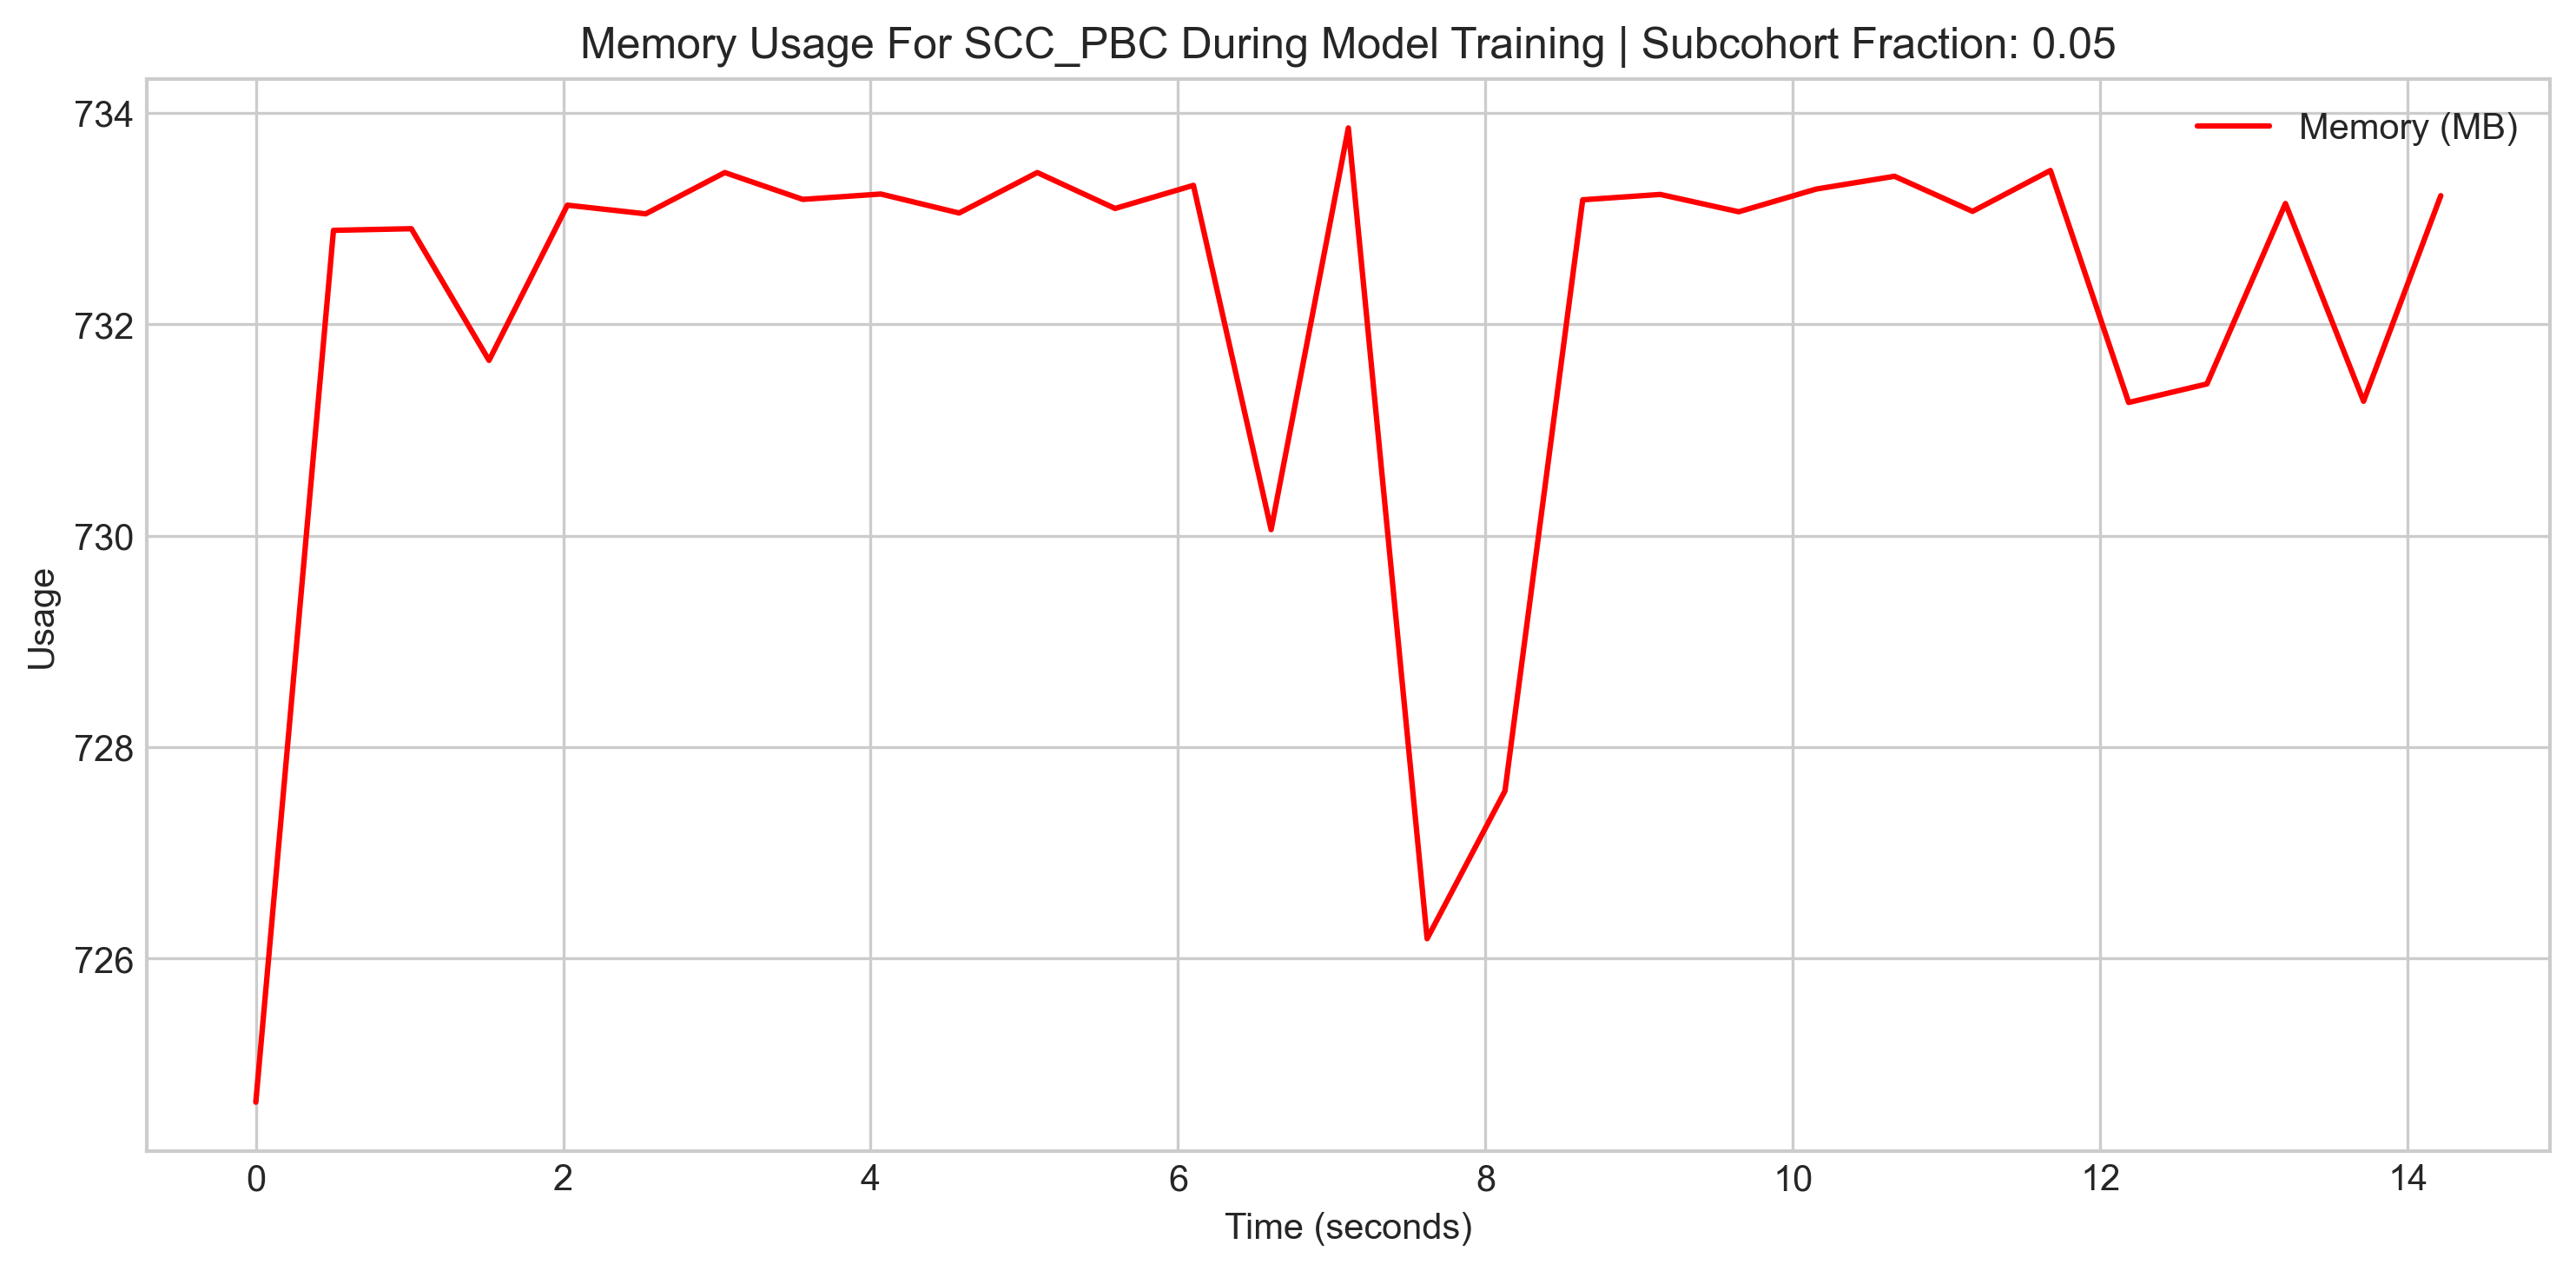 Memory Usage For SCC_PBC During Model Training | Subcohort Fraction: 0.05
734
Memory (MB)
732
730
728
726
Usage
0 2 4 6 8 10 12 14
Time (seconds)